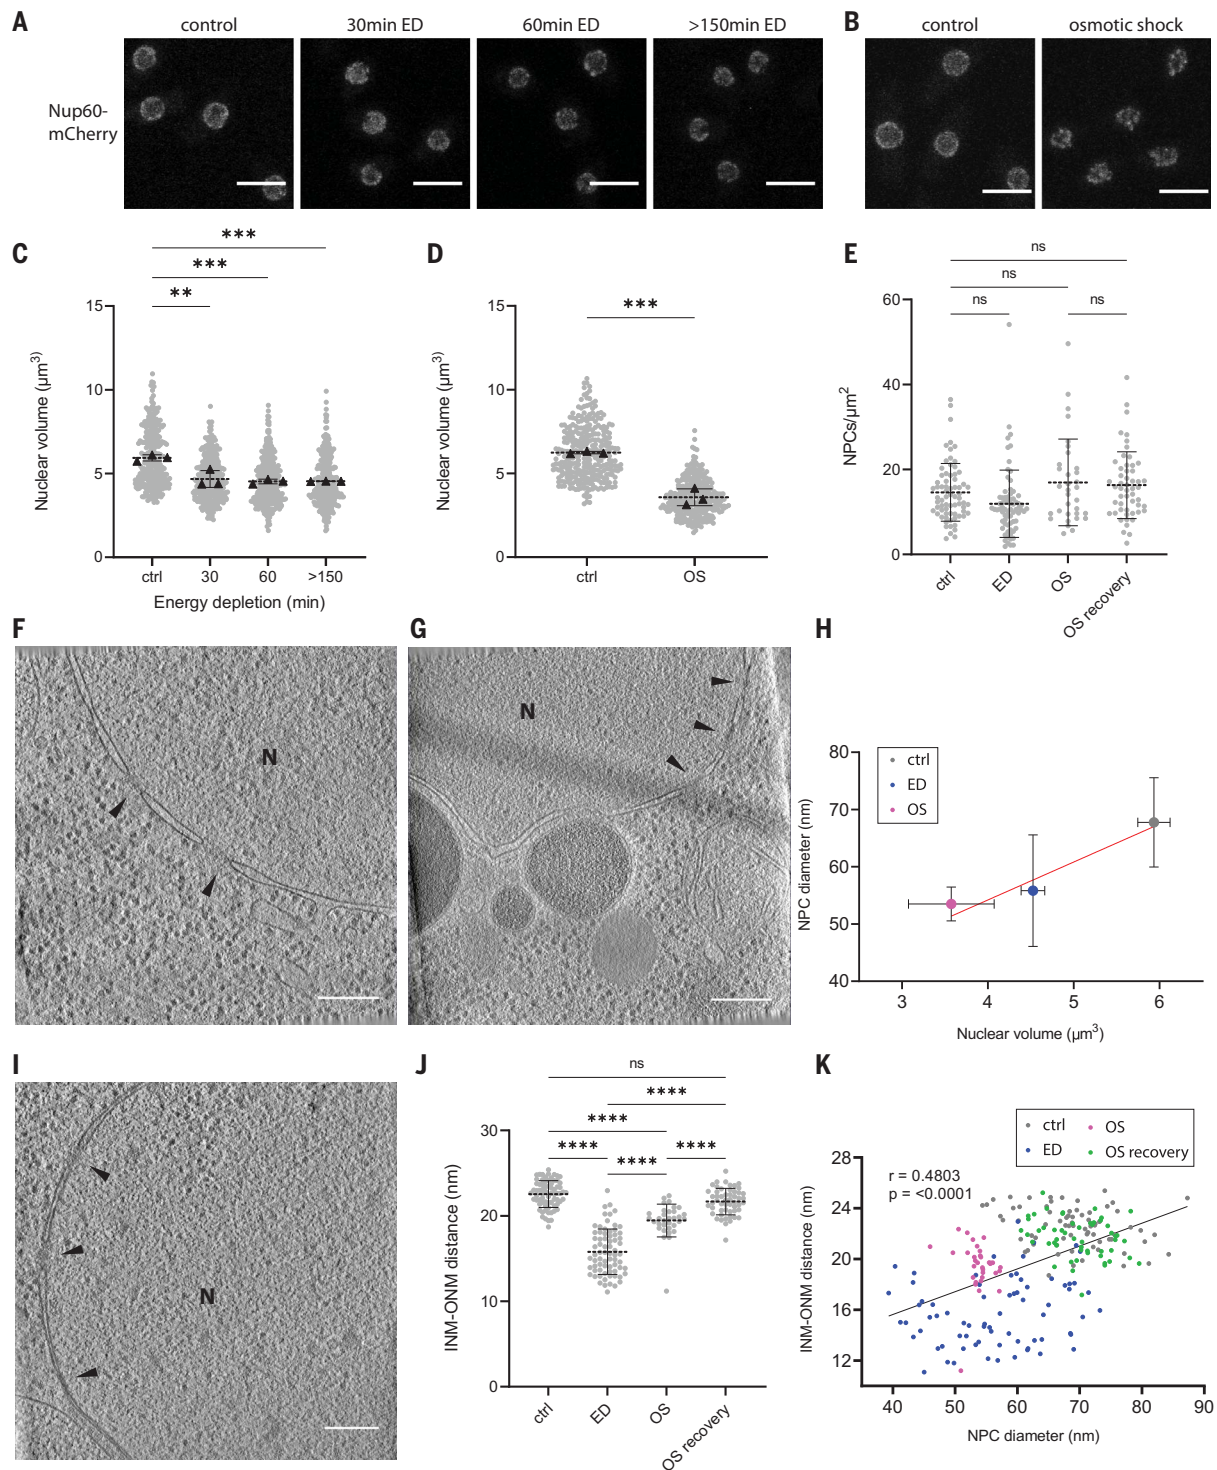 A
control
30min ED
60min ED
>150min ED
B
control
osmotic shock
Nup60-
mCherry
C
***
***
**
Nuclear volume (µm³)
15
10
5
0
ctrl
30
60
>150
Energy depletion (min)
D
***
Nuclear volume (µm³)
15
10
5
0
ctrl
OS
E
ns
ns
ns
ns
NPCs/µm²
60
40
20
0
ctrl
ED
OS
OS recovery
F
N
G
N
H
ctrl
ED
OS
NPC diameter (nm)
80
70
60
50
40
3
4
5
6
Nuclear volume (µm³)
I
N
J
ns
****
****
****
****
****
INM-ONM distance (nm)
30
20
10
0
ctrl
ED
OS
OS recovery
K
ctrl
OS
ED
OS recovery
r = 0.4803
p = <0.0001
INM-ONM distance (nm)
28
24
20
16
12
40
50
60
70
80
90
NPC diameter (nm)